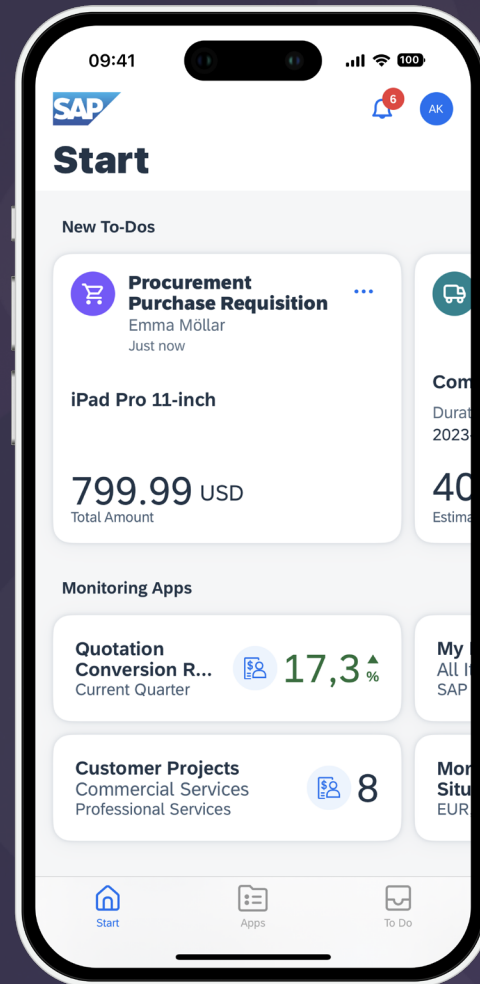 09:41
100
SAP
6
AK
Start
New To-Dos
Procurement
Purchase Requisition
Emma Möllar
Just now
iPad Pro 11-inch
799.99 USD
Total Amount
Com
Durat
2023
40
Estima
Monitoring Apps
Quotation
Conversion R...
Current Quarter
17,3 %
My
All It
SAP
Customer Projects
Commercial Services
Professional Services
8
Mor
Situ
EUR
Start
Apps
To Do